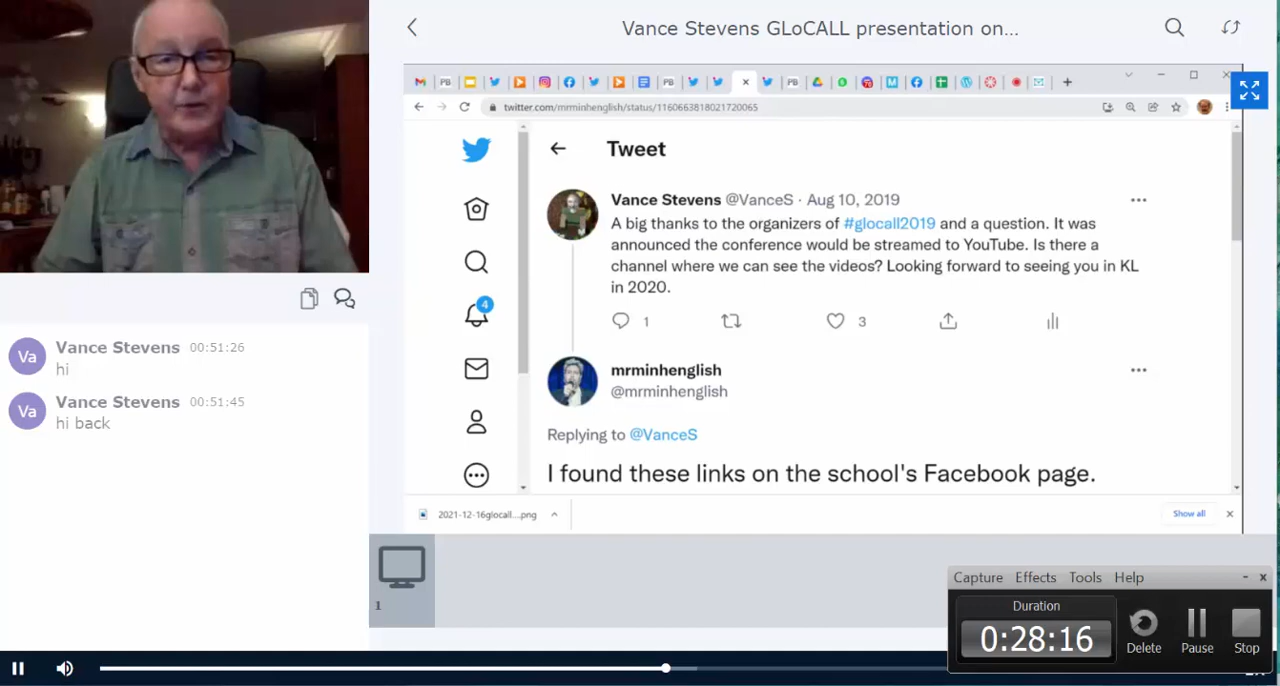 Vance Stevens GLoCALL presentation on...
twitter.com/mrminhenglish/status/1160663818021720065
Tweet
Vance Stevens @VanceS · Aug 10, 2019
A big thanks to the organizers of #glocall2019 and a question. It was
announced the conference would be streamed to YouTube. Is there a
channel where we can see the videos? Looking forward to seeing you in KL
in 2020.
1
3
4
mrminhenglish
@mrminhenglish
Replying to @VanceS
I found these links on the school's Facebook page.
2021-12-16glocall....png
Show all
Va
Vance Stevens 00:51:26
hi
Va
Vance Stevens 00:51:45
hi back
1
Capture Effects Tools Help
Duration
0:28:16
Delete Pause Stop